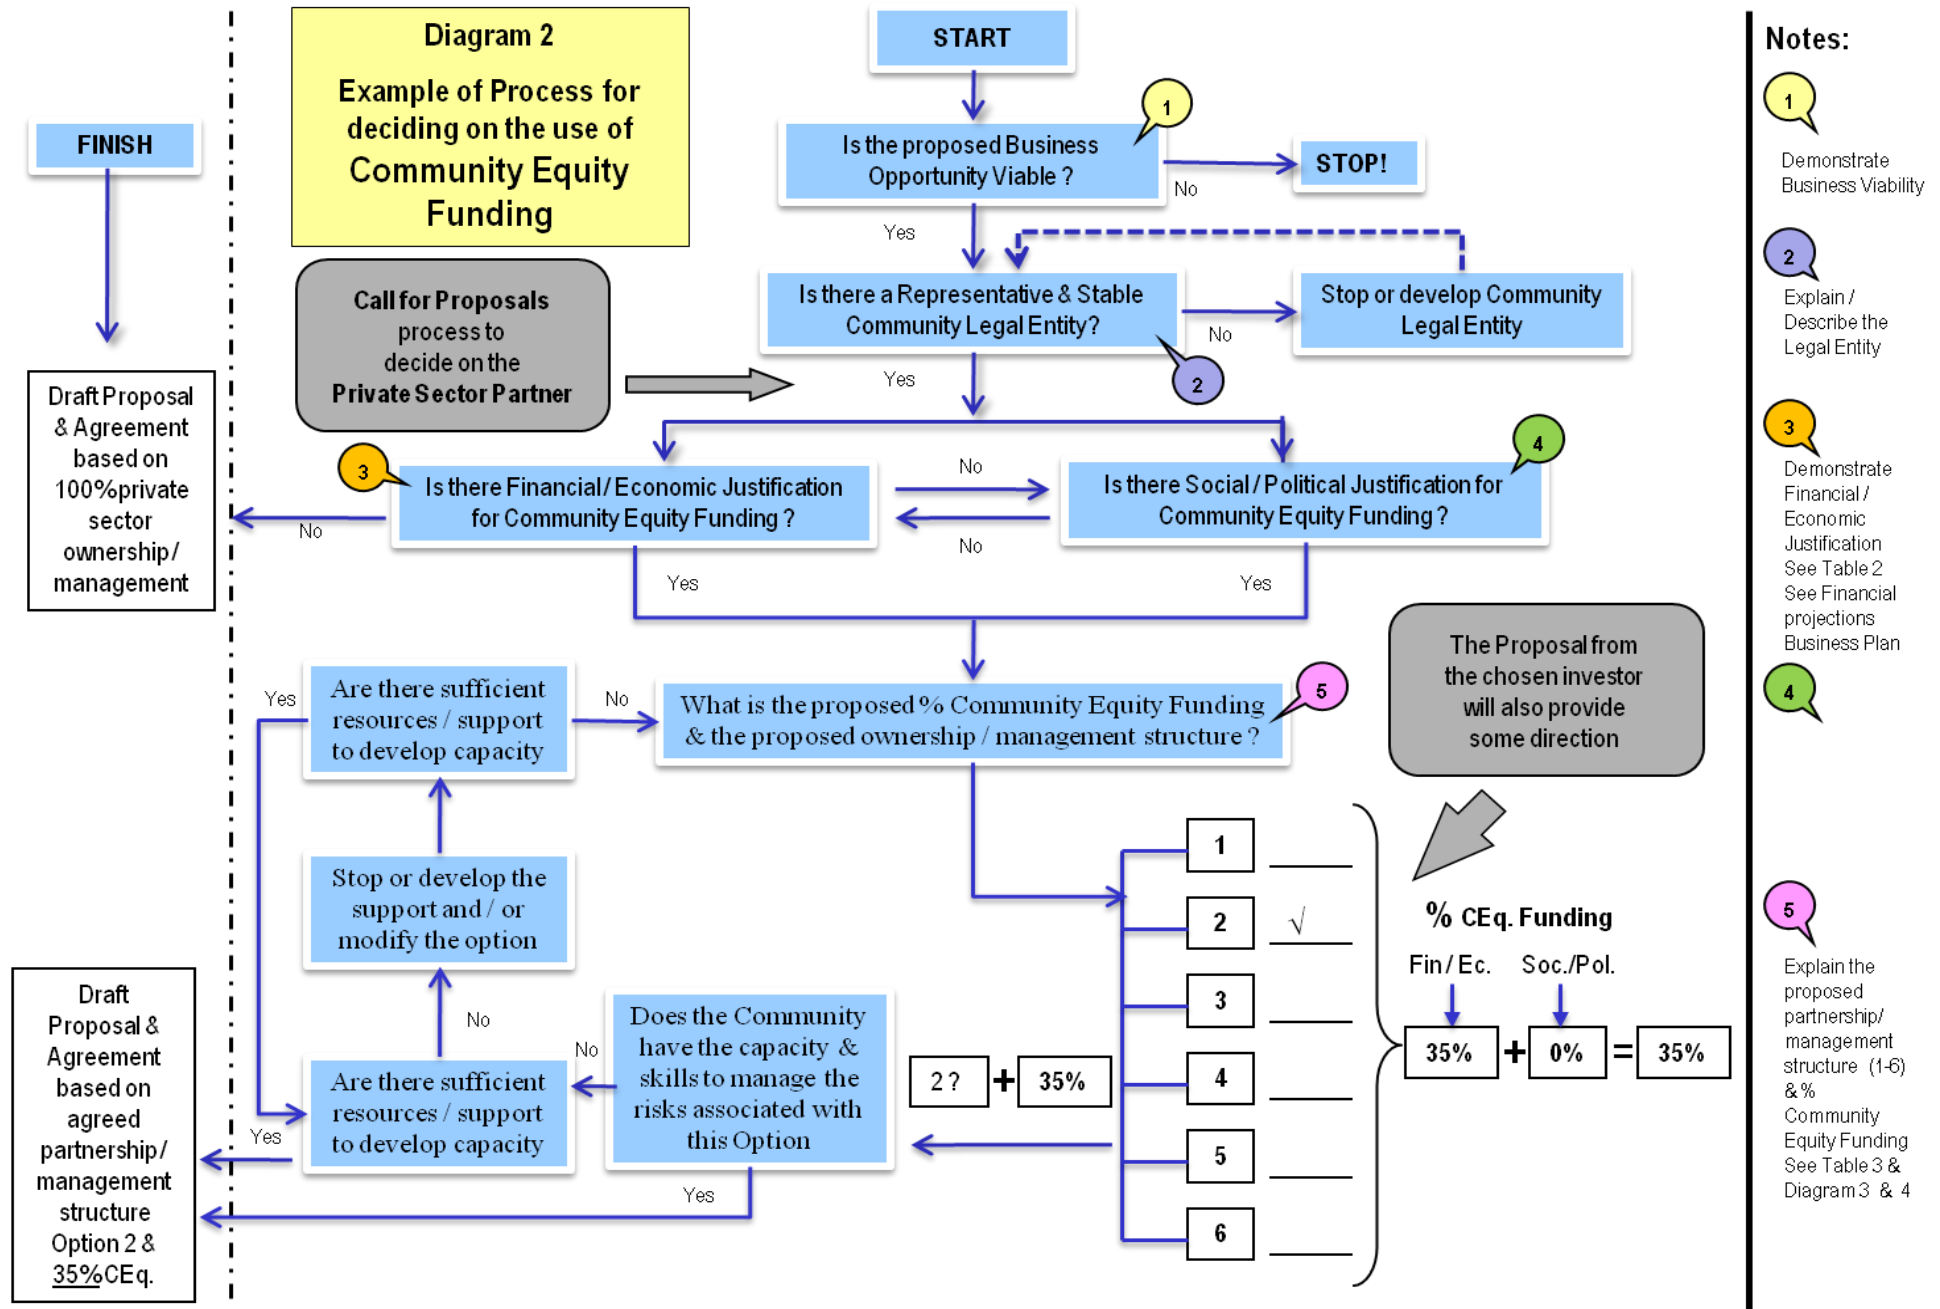 Diagram 2
Example of Process for
deciding on the use of
Community Equity
Funding
START
Notes:
1
1
FINISH
Is the proposed Business
Opportunity Viable ?
STOP!
No
Demonstrate
Business Viability
Yes
2
Call for Proposals
process to
decide on the
Private Sector Partner
Is there a Representative & Stable
Community Legal Entity?
No
Stop or develop Community
Legal Entity
Explain /
Describe the
Legal Entity
Yes
2
Draft Proposal
& Agreement
based on
100%private
sector
ownership /
management
3
Is there Financial / Economic Justification
for Community Equity Funding ?
No
No
No
4
Is there Social / Political Justification for
Community Equity Funding ?
3
Demonstrate
Financial /
Economic
Justification
See Table 2
See Financial
projections
Business Plan
Yes
Yes
The Proposal from
the chosen investor
will also provide
some direction
4
Yes
Are there sufficient
resources / support
to develop capacity
No
What is the proposed % Community Equity Funding
& the proposed ownership / management structure ?
5
Stop or develop the
support and / or
modify the option
1
2
√
3
4
5
6
% CEq. Funding
Fin / Ec.
Soc./Pol.
35%
+
0%
=
35%
5
Explain the
proposed
partnership/
management
structure (1-6)
& %
Community
Equity Funding
See Table 3 &
Diagram 3 & 4
No
Draft
Proposal &
Agreement
based on
agreed
partnership /
management
structure
Option 2 &
35%CEq.
Are there sufficient
resources / support
to develop capacity
Yes
No
Does the Community
have the capacity &
skills to manage the
risks associated with
this Option
2 ?
+
35%
Yes